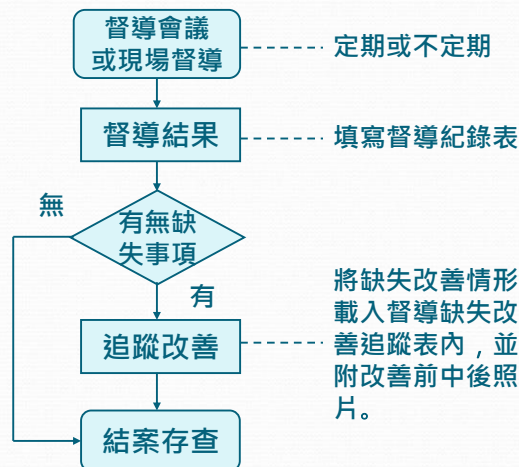 督導會議
或現場督導
定期或不定期
督導結果
填寫督導紀錄表
無
有無缺
失事項
有
將缺失改善情形
載入督導缺失改
善追蹤表內，並
附改善前中後照
片。
追蹤改善
結案存查